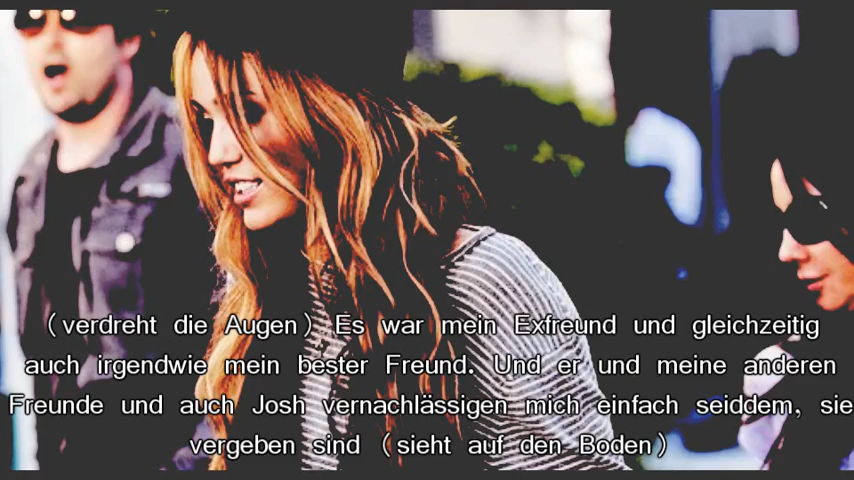 (verdreht die Augen) Es war mein Exfreund und gleichzeitig
auch irgendwie mein bester Freund. Und er und meine anderen
Freunde und auch Josh vernachlässigen mich einfach seiddem, sie
vergeben sind (sieht auf den Boden)